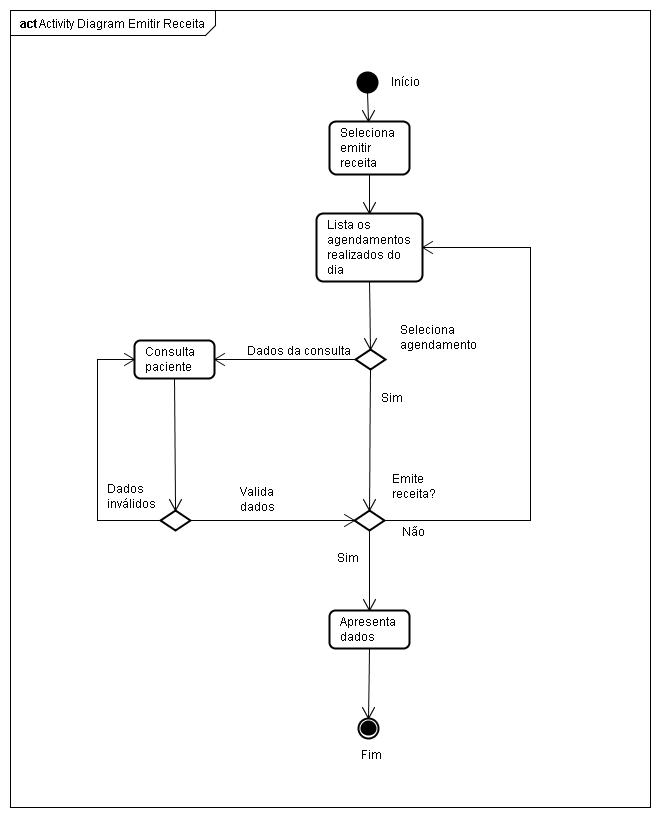 act Activity Diagram Emitir Receita
Início
Seleciona
emitir
receita
Lista os
agendamentos
realizados do
dia
Seleciona
agendamento
Dados da consulta
Consulta
paciente
Sim
Emite
receita?
Dados
inválidos
Valida
dados
Não
Sim
Apresenta
dados
Fim